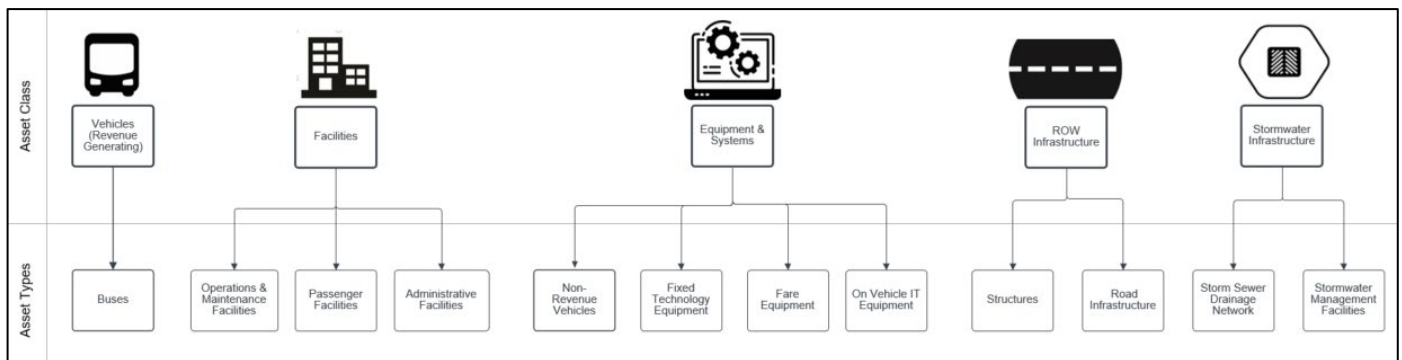 Asset Class
Vehicles
(Revenue
Generating)
Facilities
Equipment &
Systems
ROW
Infrastructure
Stormwater
Infrastructure
Asset Types
Buses
Operations &
Maintenance
Facilities
Passenger
Facilities
Administrative
Facilities
Non-
Revenue
Vehicles
Fixed
Technology
Equipment
Fare
Equipment
On Vehicle IT
Equipment
Structures
Road
Infrastructure
Storm Sewer
Drainage
Network
Stormwater
Management
Facilities